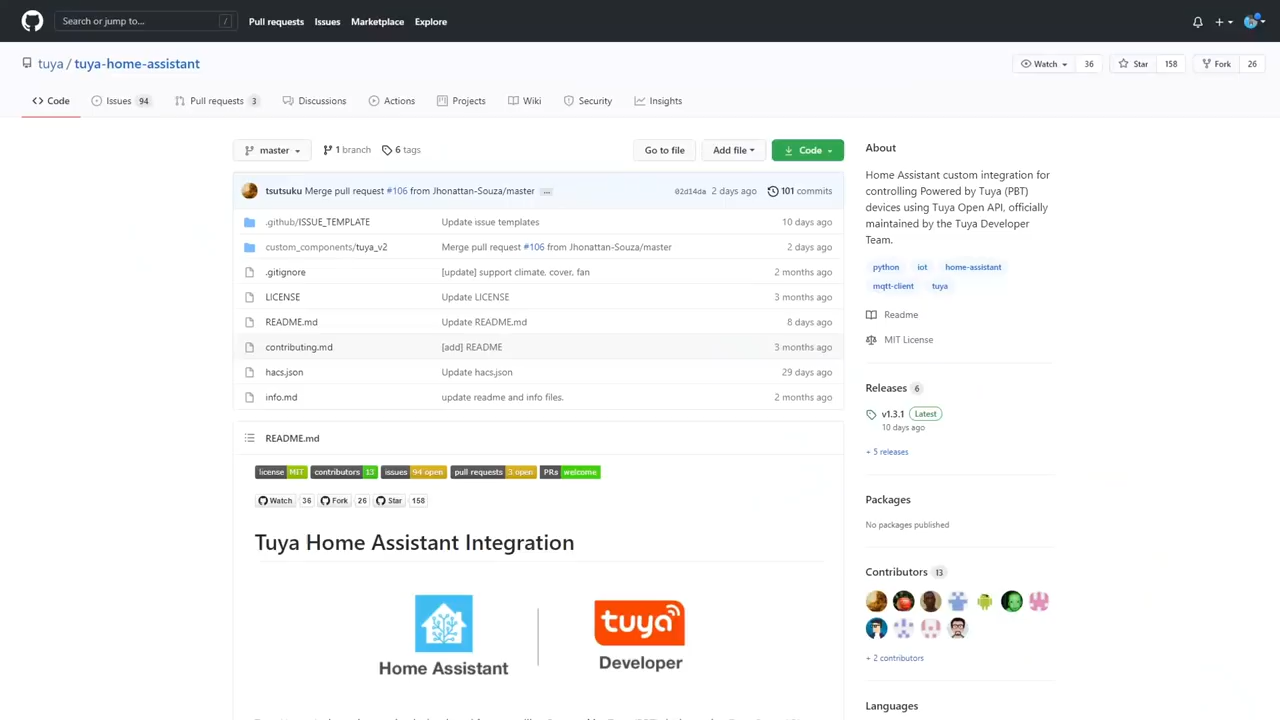 Search or jump to... /
Pull requests Issues Marketplace Explore
tuya / tuya-home-assistant
Watch 36 Star 158 Fork 26
Code Issues 94 Pull requests 3 Discussions Actions Projects Wiki Security Insights
master 1 branch 6 tags Go to file Add file Code
tsutsuku Merge pull request #106 from Jhonattan-Souza/master ... 02d14da 2 days ago 101 commits
.github/ISSUE_TEMPLATE Update issue templates 10 days ago
custom_components/tuya_v2 Merge pull request #106 from Jhonattan-Souza/master 2 days ago
.gitignore [update] support climate, cover, fan 2 months ago
LICENSE Update LICENSE 3 months ago
README.md Update README.md 8 days ago
contributing.md [add] README 3 months ago
hacs.json Update hacs.json 29 days ago
info.md update readme and info files. 2 months ago
README.md
license MIT contributors 13 issues 94 open pull requests 3 open PRs welcome
Watch 36 Fork 26 Star 158
Tuya Home Assistant Integration
Home Assistant
tuya
Developer
About
Home Assistant custom integration for
controlling Powered by Tuya (PBT)
devices using Tuya Open API, officially
maintained by the Tuya Developer
Team.
python iot home-assistant
mqtt-client tuya
Readme
MIT License
Releases 6
v1.3.1 Latest
10 days ago
+ 5 releases
Packages
No packages published
Contributors 13
+ 2 contributors
Languages